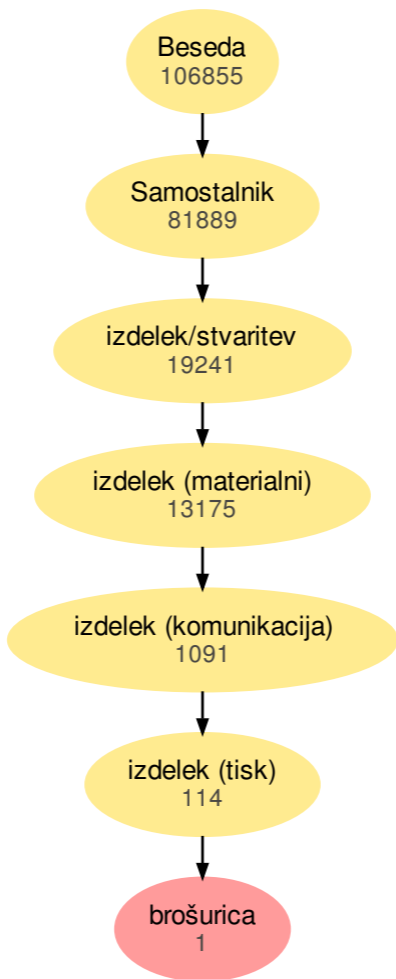 Beseda
106855
Samostalnik
81889
izdelek/stvaritev
19241
izdelek (materialni)
13175
izdelek (komunikacija)
1091
izdelek (tisk)
114
brošurica
1